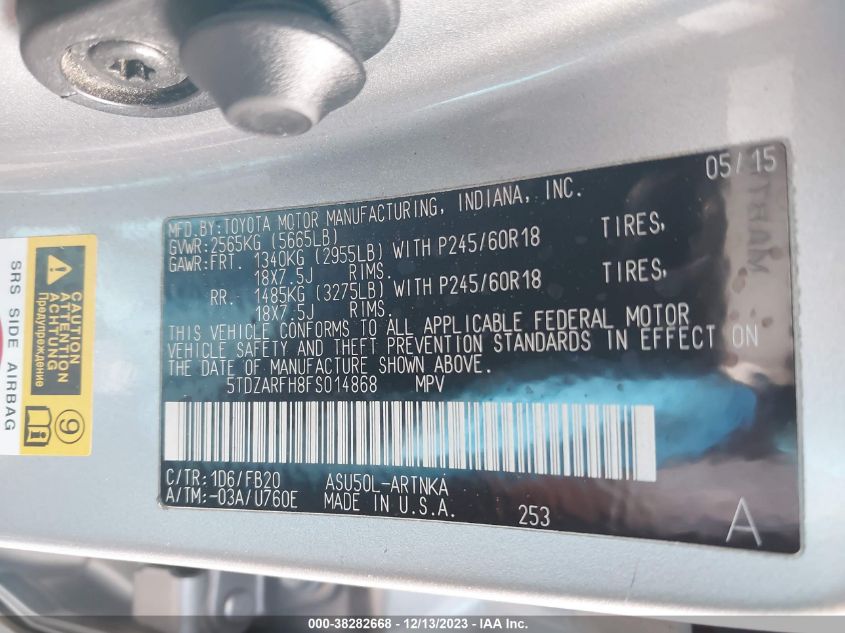 05/15
MFD.BY:TOYOTA MOTOR MANUFACTURING, INDIANA, INC.
GVWR:2565KG (5665LB)
GAWR:FRT. 1340KG (2955LB) WITH P245/60R18 TIRES,
18X7.5J RIMS.
RR. 1485KG (3275LB) WITH P245/60R18 TIRES,
18X7.5J RIMS.
THIS VEHICLE CONFORMS TO ALL APPLICABLE FEDERAL MOTOR
VEHICLE SAFETY AND THEFT PREVENTION STANDARDS IN EFFECT ON
THE DATE OF MANUFACTURE SHOWN ABOVE.
5TDZARFH8FS014868 MPV
C/TR:1D6/FB20 ASU50L-ARTNKA
A/TM:-03A/U760E MADE IN U.S.A.
253
A
SRS SIDE AIRBAG
CAUTION
ATTENTION
ACHTUNG
Предупреждение
9
000-38282668 - 12/13/2023 - IAA Inc.